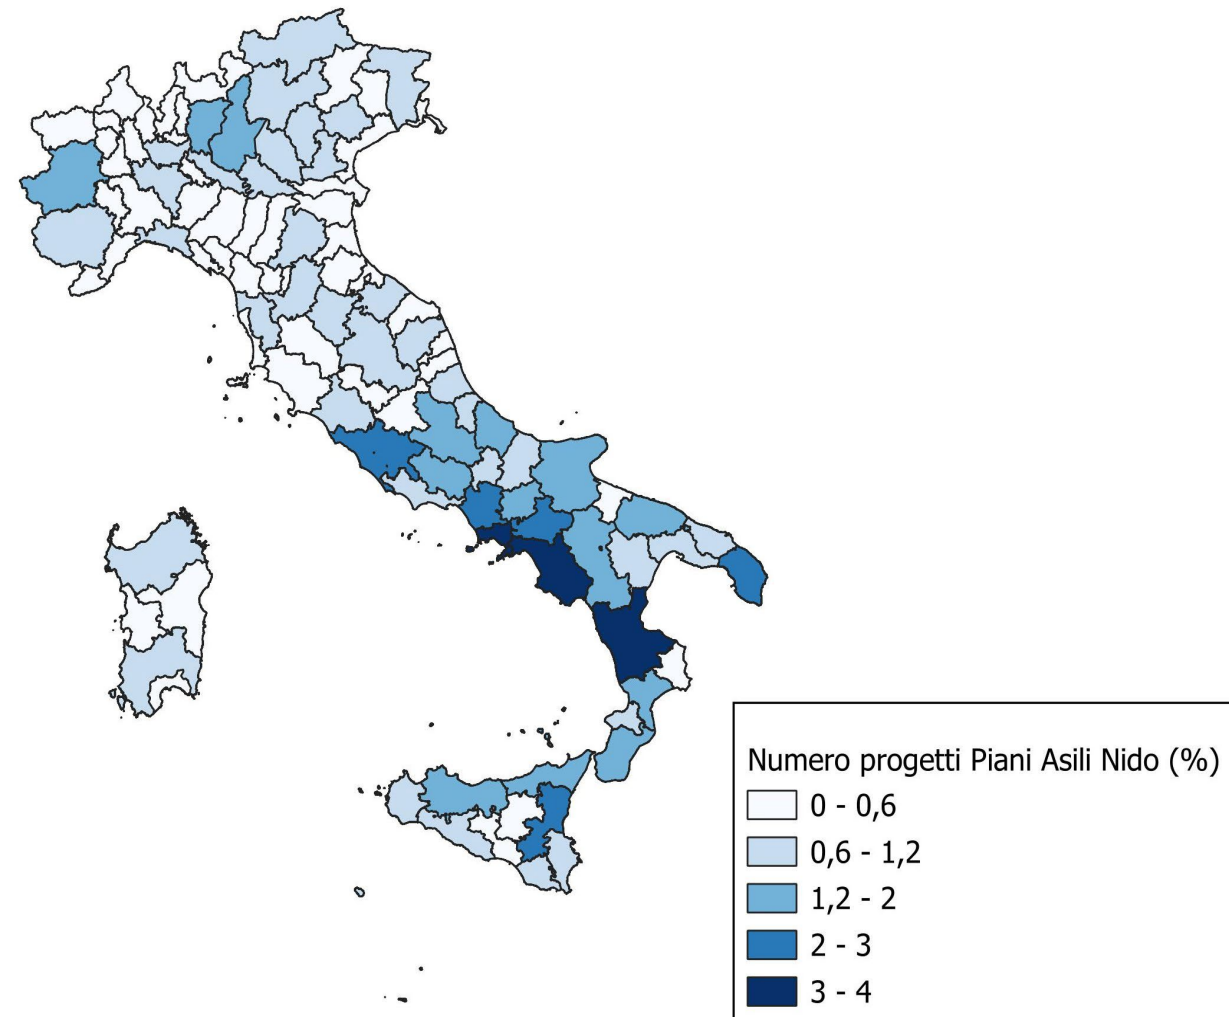 Numero progetti Piani Asili Nido (%)
0 - 0,6
0,6 - 1,2
1,2 - 2
2 - 3
3 - 4